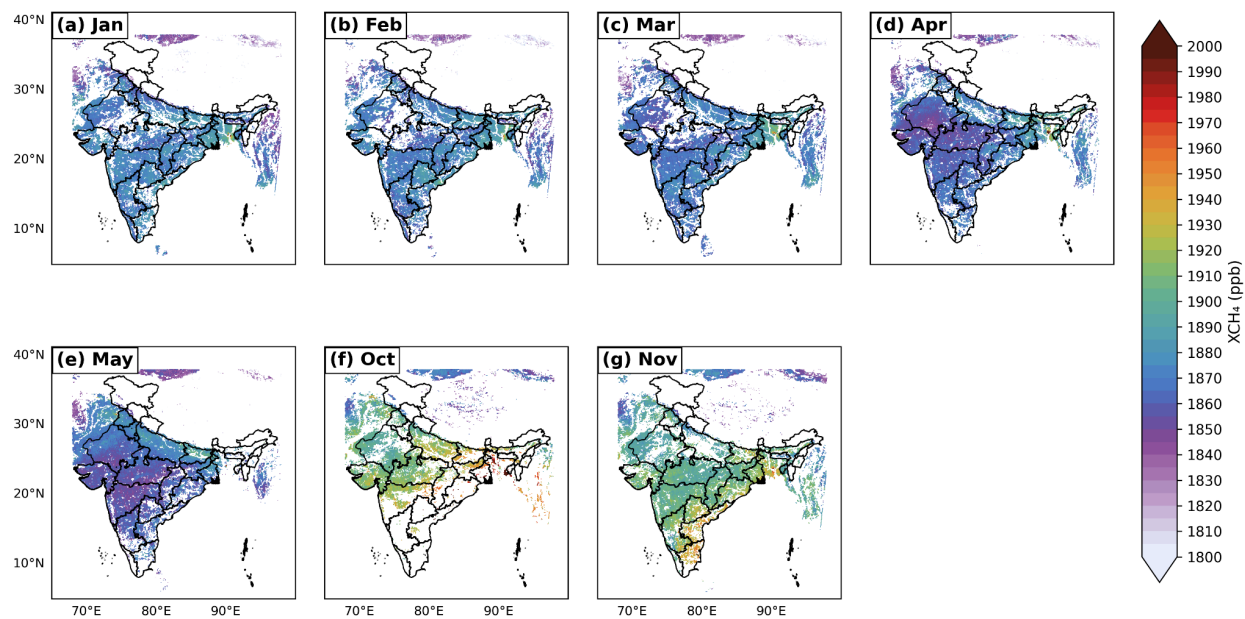 (a) Jan
(b) Feb
(c) Mar
(d) Apr
40°N
30°N
20°N
10°N
(e) May
(f) Oct
(g) Nov
40°N
30°N
20°N
10°N
70°E
80°E
90°E
70°E
80°E
90°E
70°E
80°E
90°E
2000
1990
1980
1970
1960
1950
1940
1930
1920
1910
1900
1890
1880
1870
1860
1850
1840
1830
1820
1810
1800
XCH₄ (ppb)